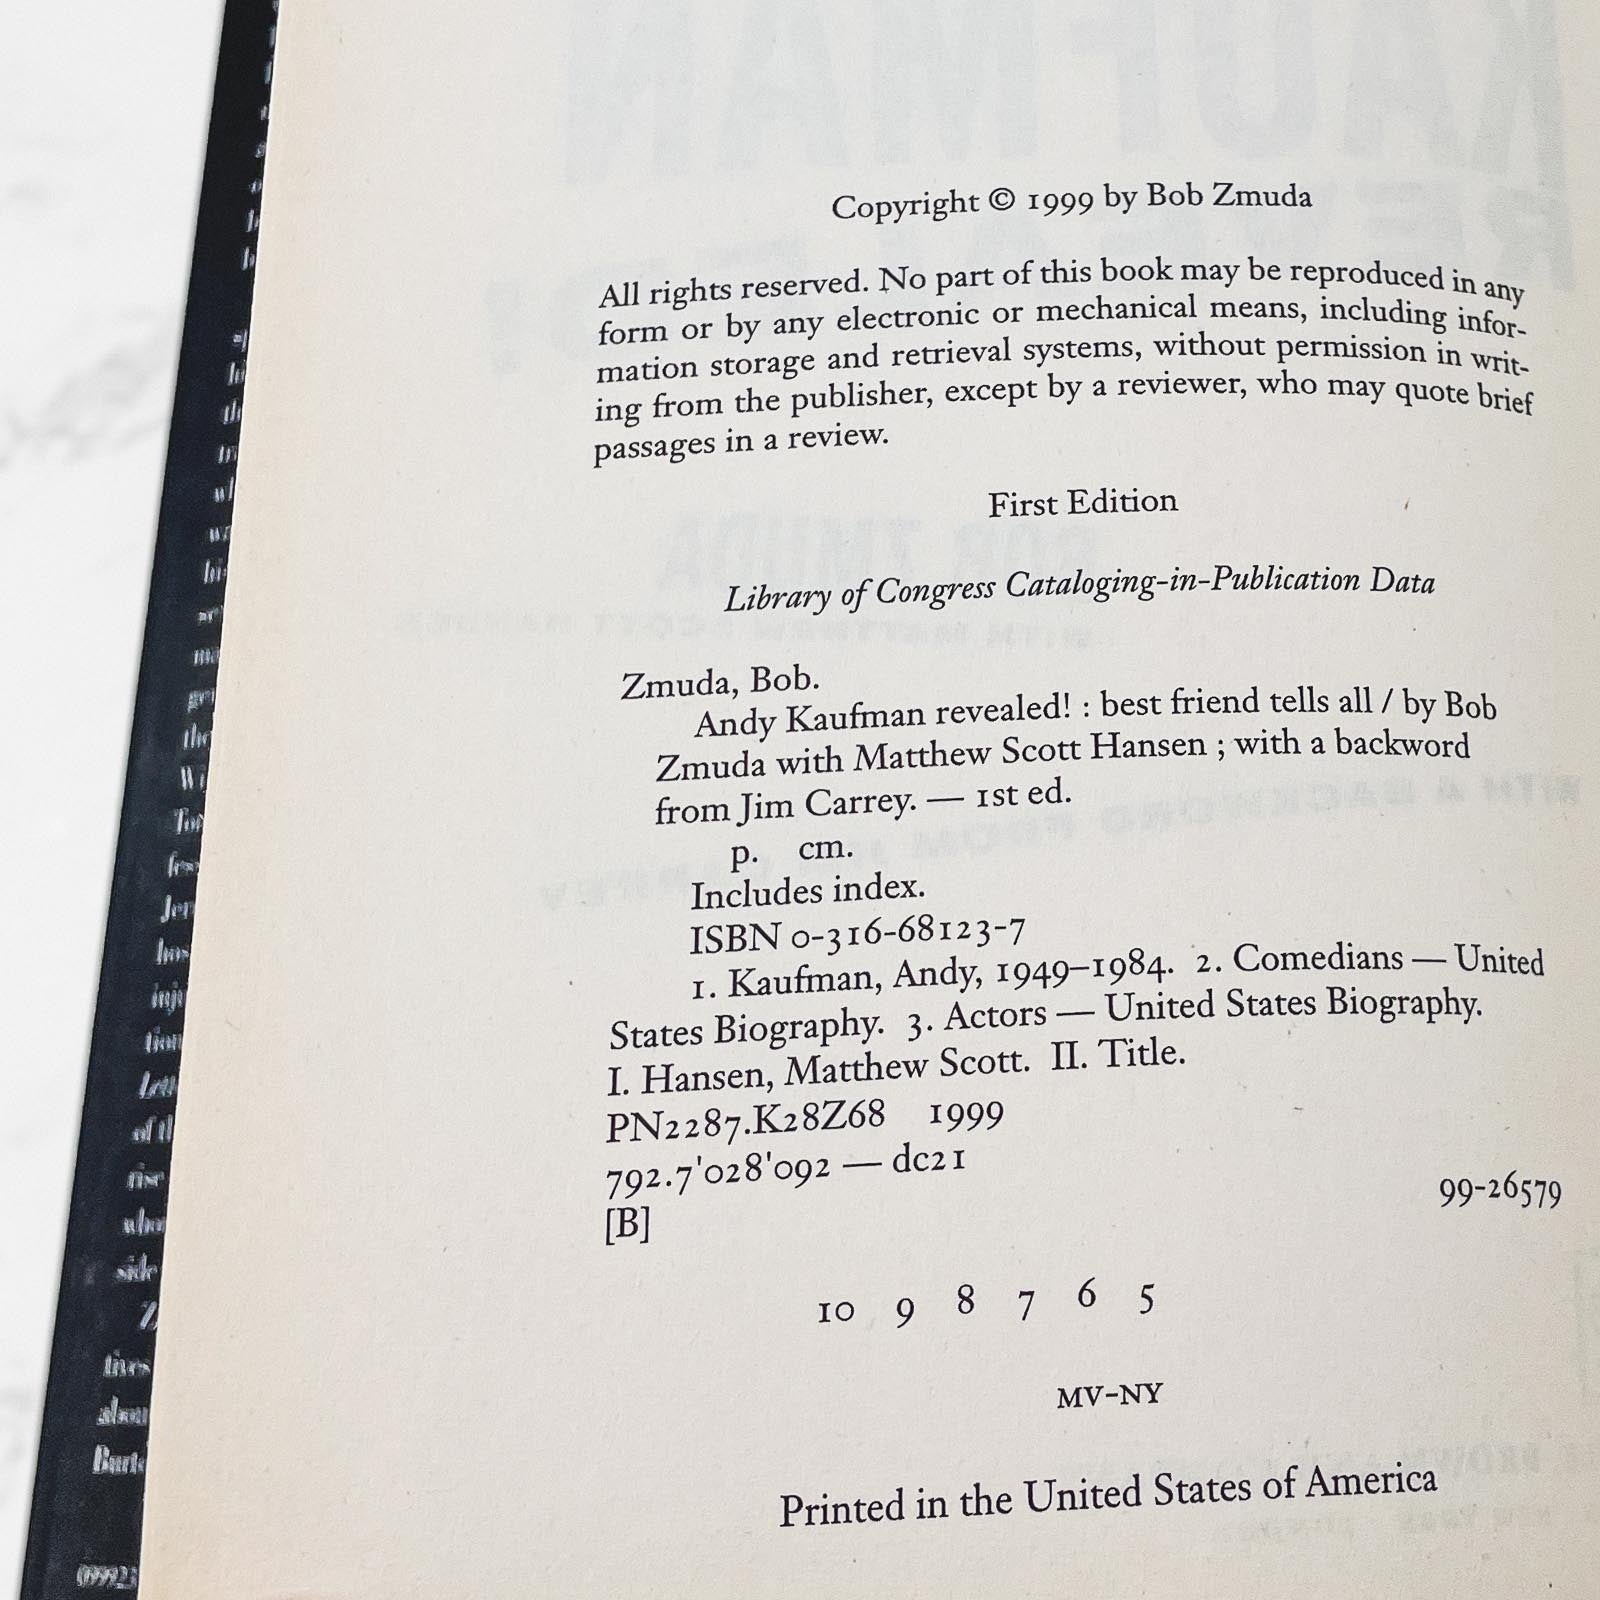 Copyright © 1999 by Bob Zmuda
All rights reserved. No part of this book may be reproduced in any
form or by any electronic or mechanical means, including infor-
mation storage and retrieval systems, without permission in writ-
ing from the publisher, except by a reviewer, who may quote brief
passages in a review.
First Edition
Library of Congress Cataloging-in-Publication Data
Zmuda, Bob.
Andy Kaufman revealed! : best friend tells all / by Bob
Zmuda with Matthew Scott Hansen ; with a backword
from Jim Carrey. — 1st ed.
p. cm.
Includes index.
ISBN 0-316-68123-7
1. Kaufman, Andy, 1949–1984. 2. Comedians — United
States Biography. 3. Actors — United States Biography.
I. Hansen, Matthew Scott. II. Title.
PN2287.K28Z68 1999
792.7'028'092 — dc21
99-26579
[B]
10 9 8 7 6 5
MV-NY
Printed in the United States of America